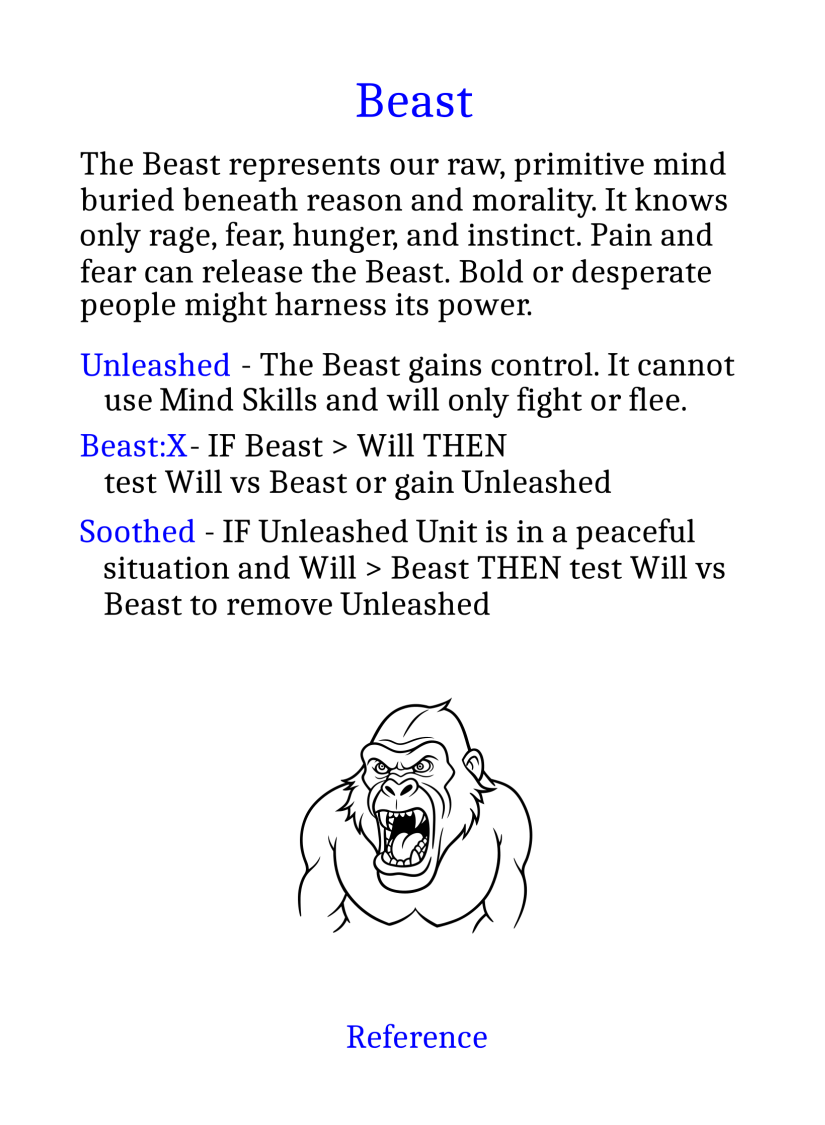 Beast
The Beast represents our raw, primitive mind
buried beneath reason and morality. It knows
only rage, fear, hunger, and instinct. Pain and
fear can release the Beast. Bold or desperate
people might harness its power.
Unleashed - The Beast gains control. It cannot
use Mind Skills and will only fight or flee.
Beast:X- IF Beast > Will THEN
test Will vs Beast or gain Unleashed
Soothed - IF Unleashed Unit is in a peaceful
situation and Will > Beast THEN test Will vs
Beast to remove Unleashed
Reference